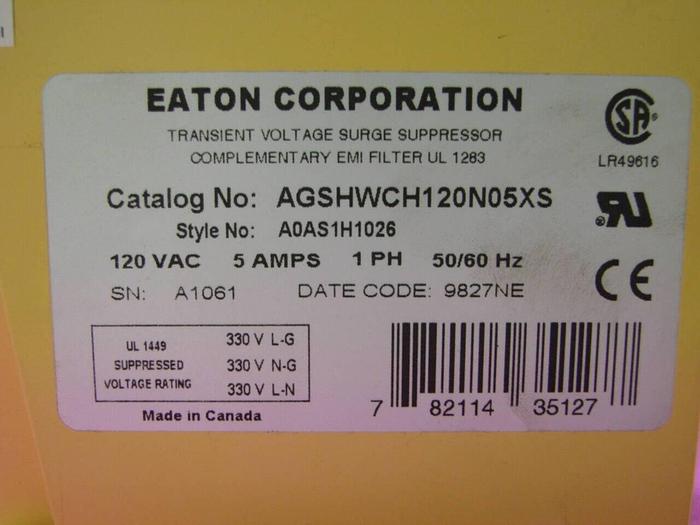 EATON CORPORATION
TRANSIENT VOLTAGE SURGE SUPPRESSOR
COMPLEMENTARY EMI FILTER UL 1283
Catalog No: AGSHWCH120N05XS
Style No: A0AS1H1026
120 VAC 5 AMPS 1 PH 50/60 Hz
SN: A1061 DATE CODE: 9827NE
SA
LR49616
CE
UL 1449
SUPPRESSED
VOLTAGE RATING
330 V L-G
330 V N-G
330 V L-N
Made in Canada
7 82114 35127